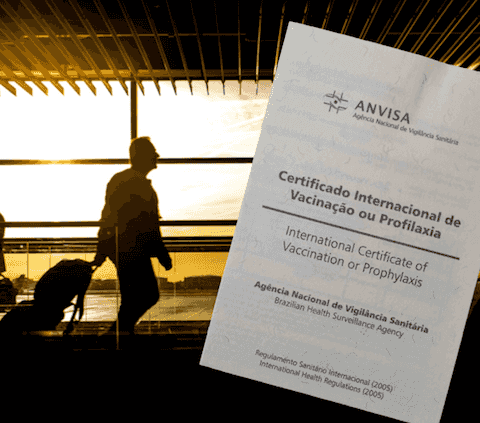 ANVISA
Agência Nacional de Vigilância Sanitária
Certificado Internacional de
Vacinação ou Profilaxia
International Certificate of
Vaccination or Prophylaxis
Agência Nacional de Vigilância Sanitária
Brazilian Health Surveillance Agency
Regulamento Sanitário Internacional (2005)
International Health Regulations (2005)